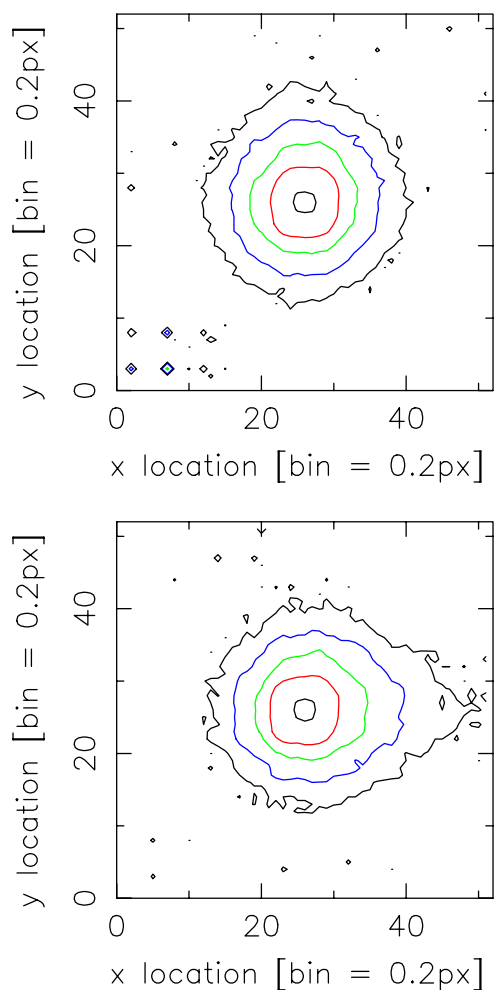 y location [bin = 0.2px]
40
20
0
0 20 40
x location [bin = 0.2px]
y location [bin = 0.2px]
40
20
0
0 20 40
x location [bin = 0.2px]